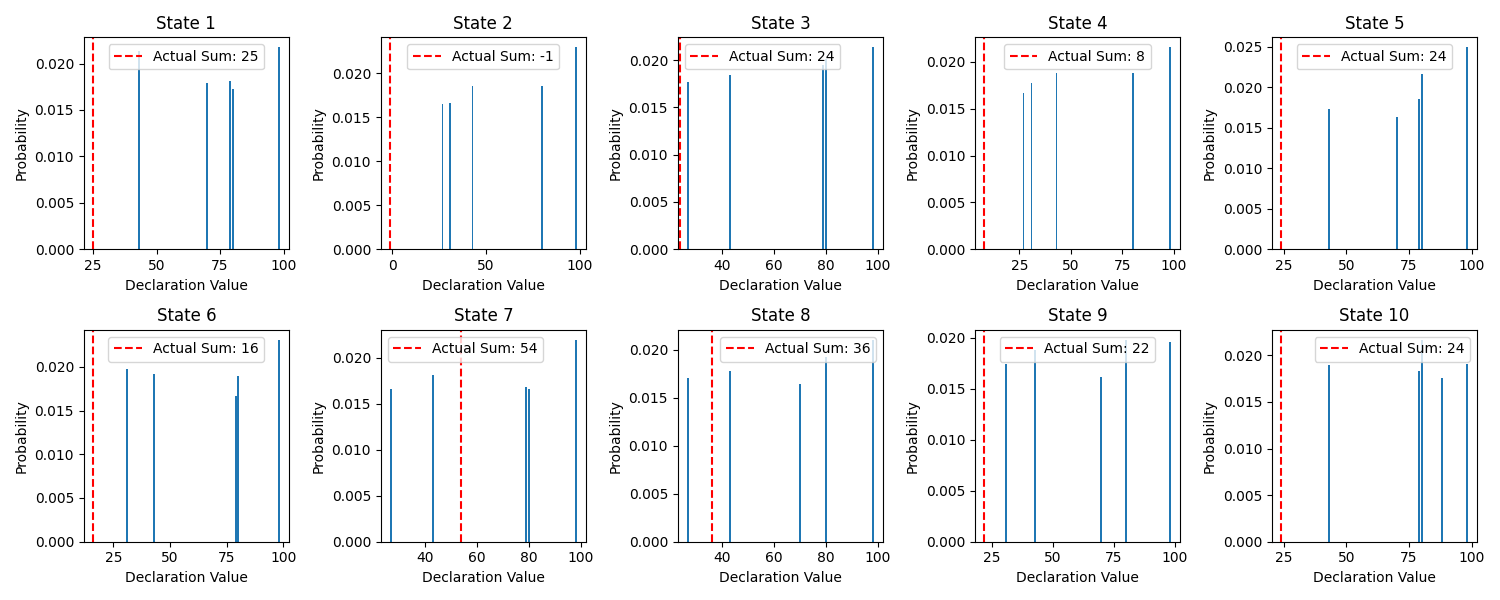 State 1
Actual Sum: 25
Probability
0.020
0.015
0.010
0.005
0.000
25 50 75 100
Declaration Value
State 2
Actual Sum: -1
Probability
0.020
0.015
0.010
0.005
0.000
0 50 100
Declaration Value
State 3
Actual Sum: 24
Probability
0.020
0.015
0.010
0.005
0.000
40 60 80 100
Declaration Value
State 4
Actual Sum: 8
Probability
0.020
0.015
0.010
0.005
0.000
25 50 75 100
Declaration Value
State 5
Actual Sum: 24
Probability
0.025
0.020
0.015
0.010
0.005
0.000
25 50 75 100
Declaration Value
State 6
Actual Sum: 16
Probability
0.020
0.015
0.010
0.005
0.000
25 50 75 100
Declaration Value
State 7
Actual Sum: 54
Probability
0.020
0.015
0.010
0.005
0.000
40 60 80 100
Declaration Value
State 8
Actual Sum: 36
Probability
0.020
0.015
0.010
0.005
0.000
40 60 80 100
Declaration Value
State 9
Actual Sum: 22
Probability
0.020
0.015
0.010
0.005
0.000
25 50 75 100
Declaration Value
State 10
Actual Sum: 24
Probability
0.020
0.015
0.010
0.005
0.000
25 50 75 100
Declaration Value